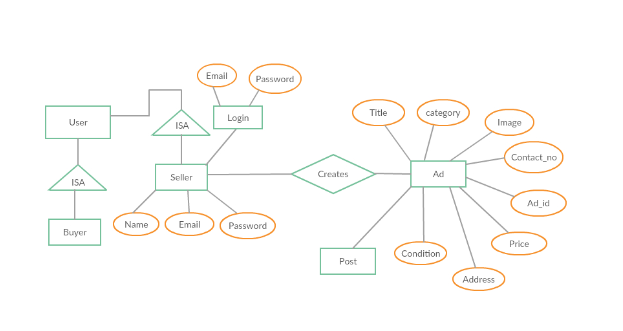 Email
Password
Title
category
User
ISA
Login
Image
Contact_no
ISA
Seller
Creates
Ad
Ad_id
Name
Email
Password
Buyer
Price
Condition
Post
Address